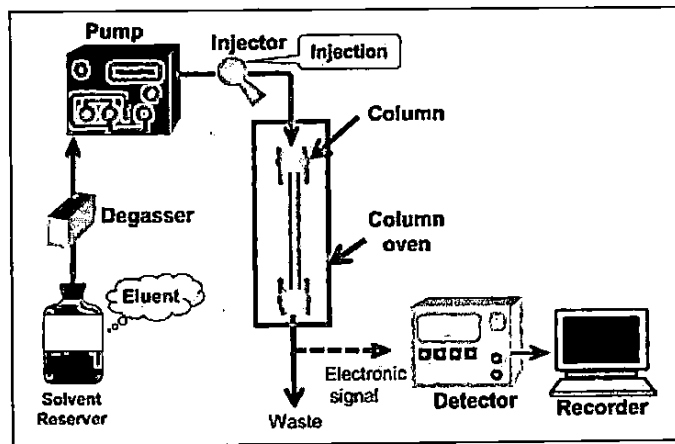 Pump
Injector
Injection
Column
Degasser
Column
oven
Eluent
Electronic
signal
Solvent
Reserver
Waste
Detector
Recorder